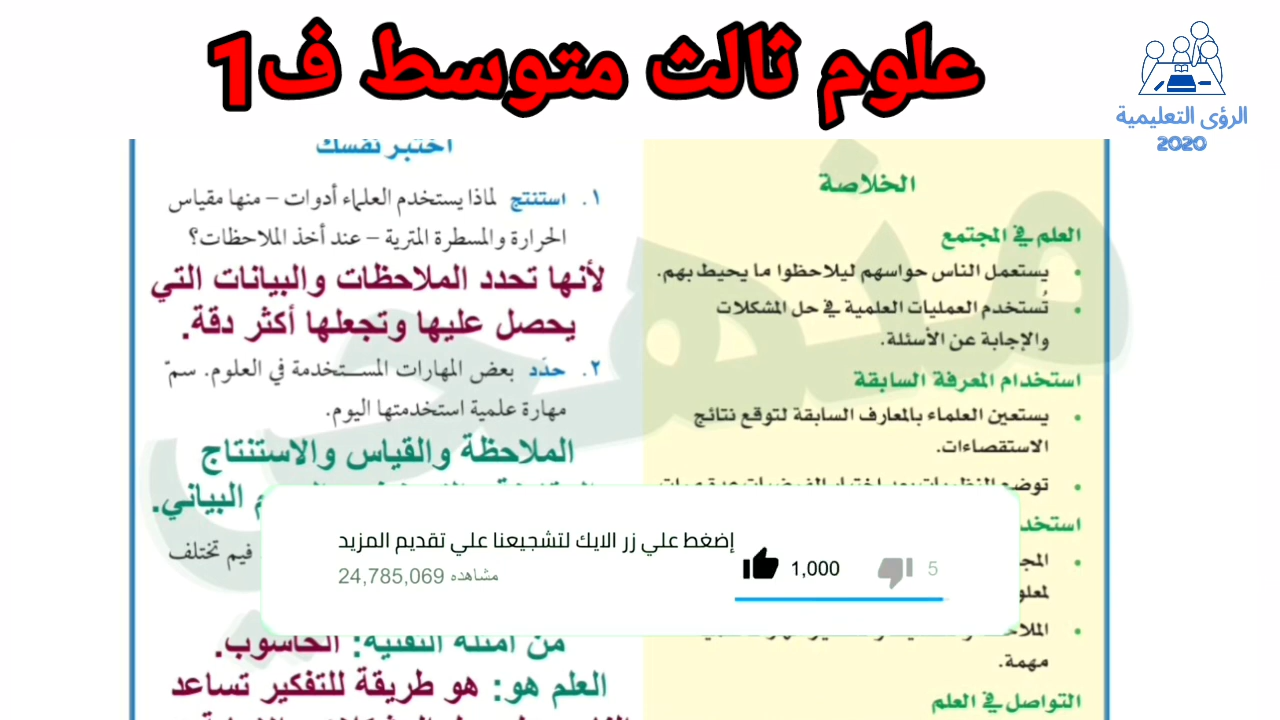 علوم ثالث متوسط ف1
الرؤى التعليمية
2020
الخلاصة
العلم في المجتمع
• يستعمل الناس حواسهم ليلاحظوا ما يحيط بهم.
• تُستخدم العمليات العلمية في حل المشكلات
والإجابة عن الأسئلة.
استخدام المعرفة السابقة
• يستعين العلماء بالمعارف السابقة لتوقع نتائج
الاستقصاءات.
مهمة.
التواصل في العلم
اختبر نفسك
١. استنتج لماذا يستخدم العلماء أدوات – منها مقياس
الحرارة والمسطرة المترية – عند أخذ الملاحظات؟
لأنها تحدد الملاحظات والبيانات التي
يحصل عليها وتجعلها أكثر دقة.
٢. حدّد بعض المهارات المستخدمة في العلوم. سمّ
مهارة علمية استخدمتها اليوم.
الملاحظة والقياس والاستنتاج
البياني.
فيم تختلف
إضغط علي زر الايك لتشجيعنا علي تقديم المزيد
24,785,069 مشاهده
1,000
5
من أمثلة التقنية: الحاسوب.
العلم هو: هو طريقة للتفكير تساعد